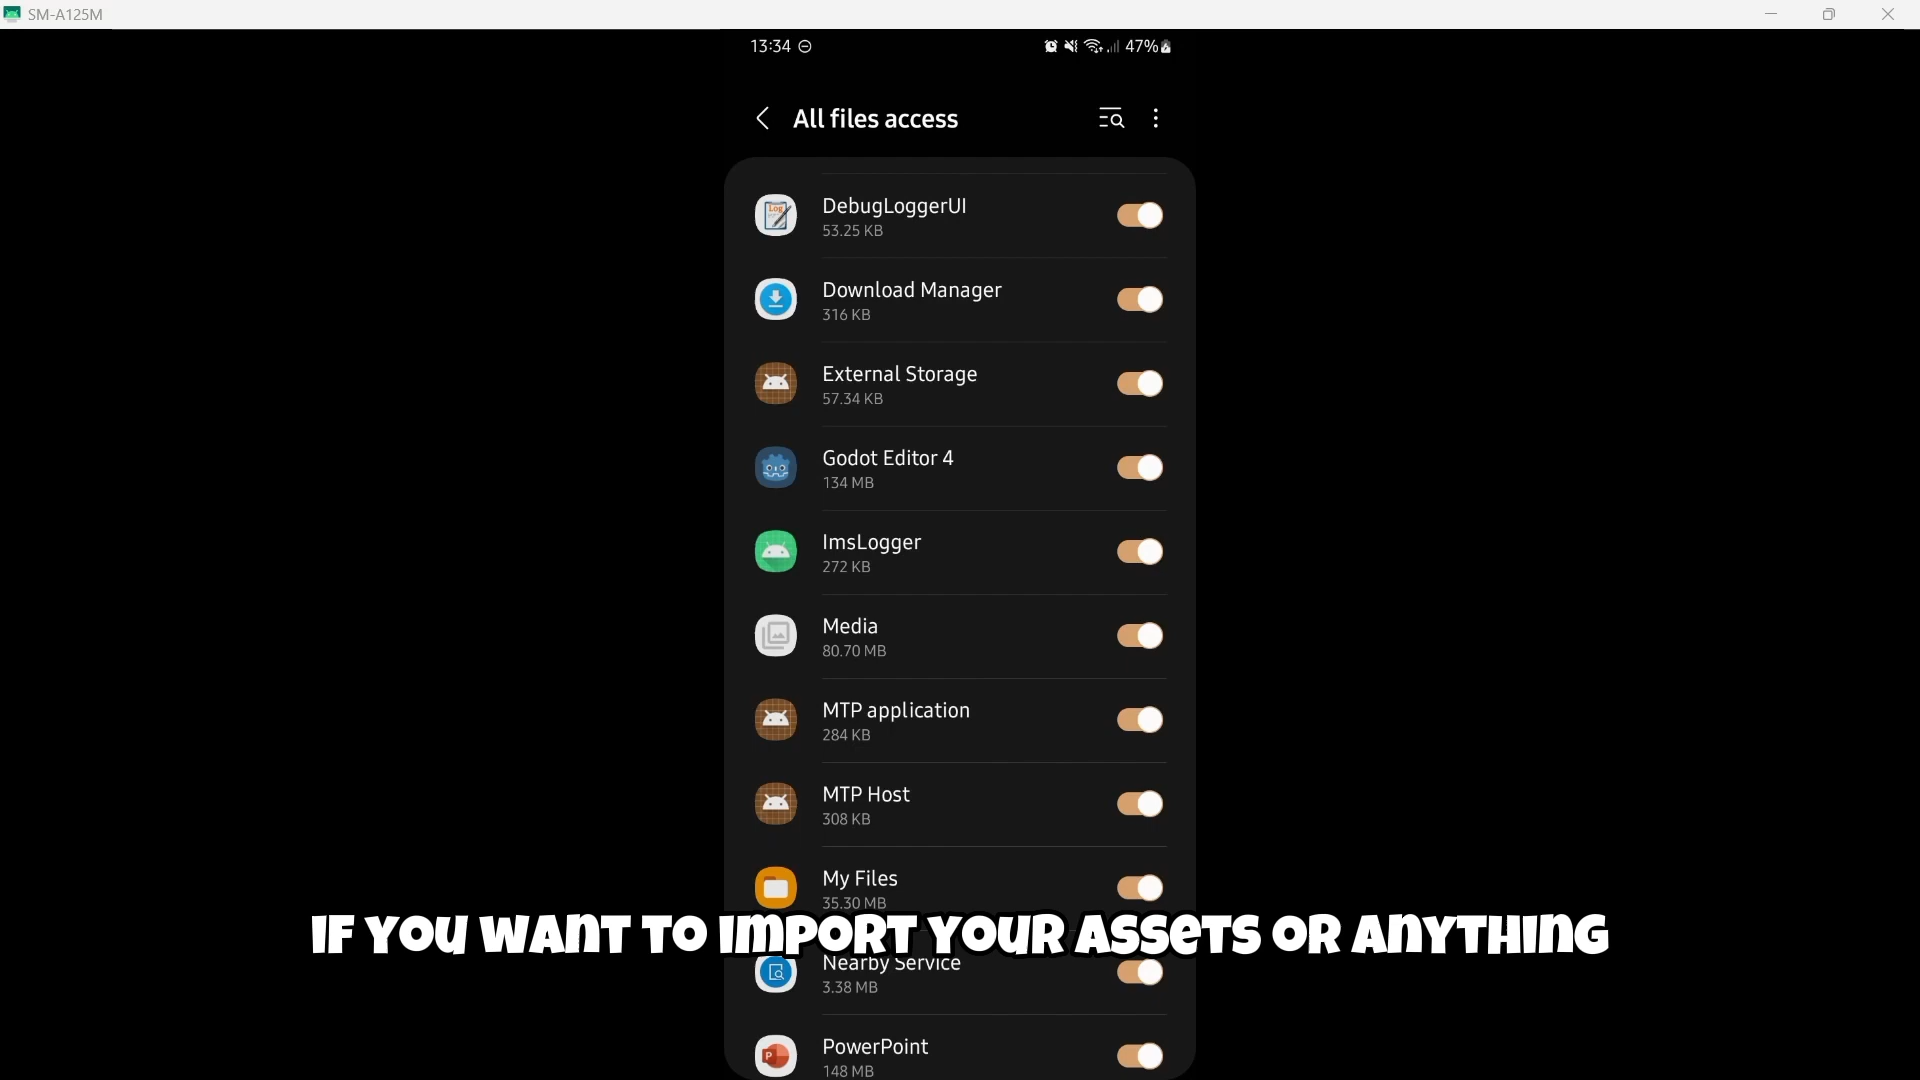 SM-A125M
13:34
47%
All files access
Log
DebugLoggerUI
53.25 KB
Download Manager
316 KB
External Storage
57.34 KB
Godot Editor 4
134 MB
ImsLogger
272 KB
Media
80.70 MB
MTP application
284 KB
MTP Host
308 KB
My Files
35.30 MB
IF YOU WANT TO IMPORT YOUR ASSETS OR ANYTHING
Nearby Service
3.38 MB
P
PowerPoint
148 MB